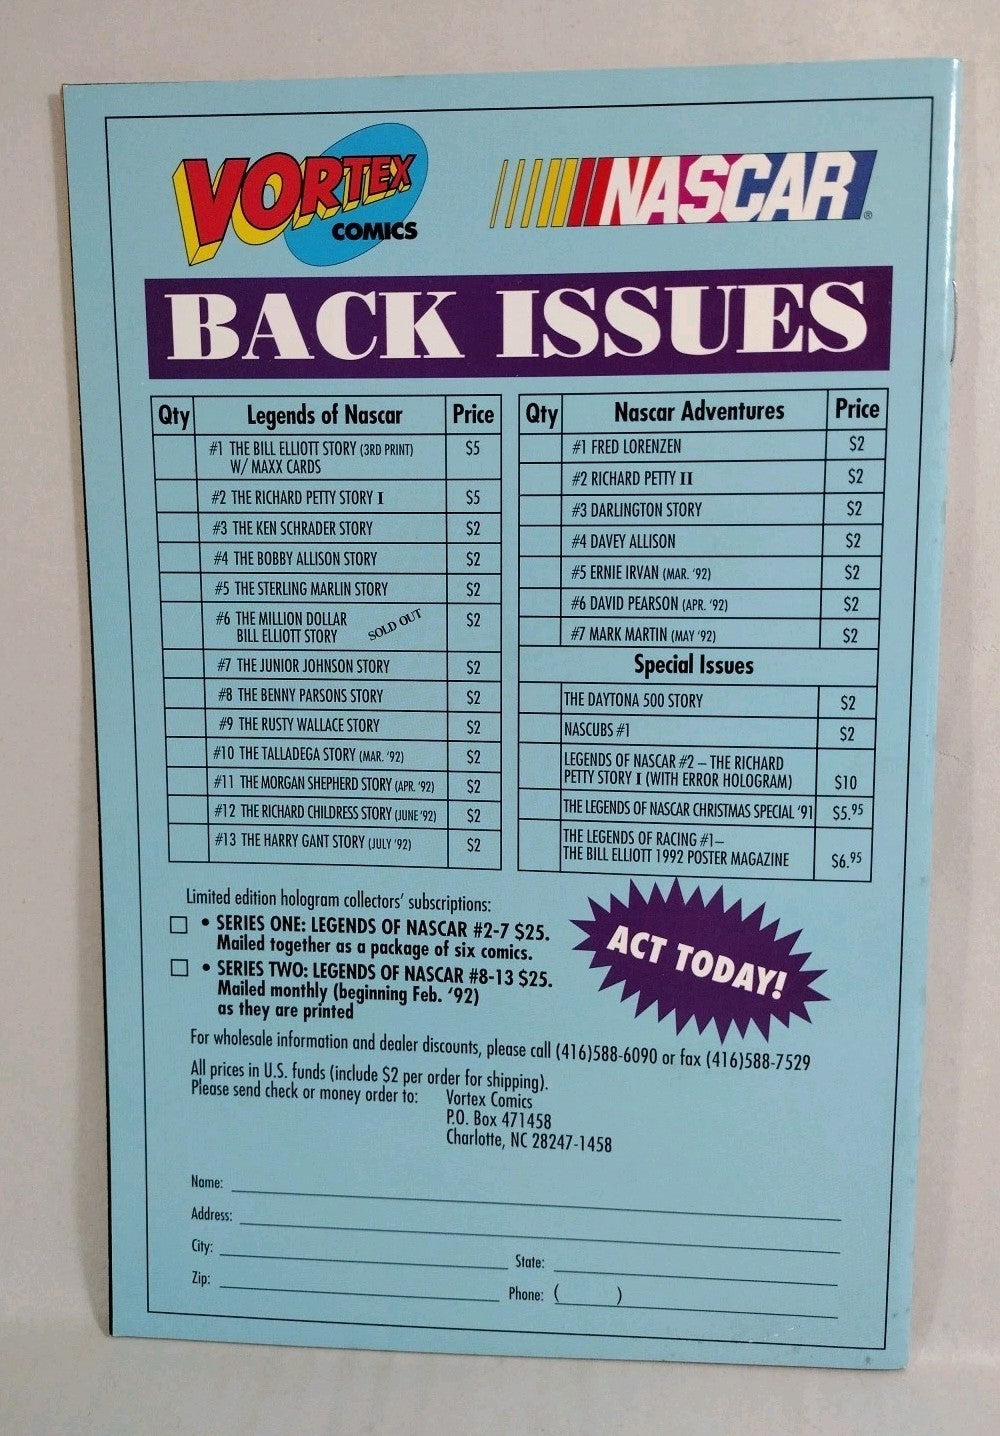 VORTEX
COMICS
NASCAR®
BACK ISSUES
Qty Legends of Nascar Price
#1 THE BILL ELLIOTT STORY (3RD PRINT) $5
W/ MAXX CARDS
#2 THE RICHARD PETTY STORY I $5
#3 THE KEN SCHRADER STORY $2
#4 THE BOBBY ALLISON STORY $2
#5 THE STERLING MARLIN STORY $2
#6 THE MILLION DOLLAR SOLD OUT $2
BILL ELLIOTT STORY
#7 THE JUNIOR JOHNSON STORY $2
#8 THE BENNY PARSONS STORY $2
#9 THE RUSTY WALLACE STORY $2
#10 THE TALLADEGA STORY (MAR. '92) $2
#11 THE MORGAN SHEPHERD STORY (APR. '92) $2
#12 THE RICHARD CHILDRESS STORY (JUNE '92) $2
#13 THE HARRY GANT STORY (JULY '92) $2
Qty Nascar Adventures Price
#1 FRED LORENZEN $2
#2 RICHARD PETTY II $2
#3 DARLINGTON STORY $2
#4 DAVEY ALLISON $2
#5 ERNIE IRVAN (MAR. '92) $2
#6 DAVID PEARSON (APR. '92) $2
#7 MARK MARTIN (MAY '92) $2
Special Issues
THE DAYTONA 500 STORY $2
NASCUBS #1 $2
LEGENDS OF NASCAR #2 – THE RICHARD
PETTY STORY I (WITH ERROR HOLOGRAM) $10
THE LEGENDS OF NASCAR CHRISTMAS SPECIAL '91 $5.95
THE LEGENDS OF RACING #1–
THE BILL ELLIOTT 1992 POSTER MAGAZINE $6.95
Limited edition hologram collectors' subscriptions:
• SERIES ONE: LEGENDS OF NASCAR #2-7 $25.
Mailed together as a package of six comics.
• SERIES TWO: LEGENDS OF NASCAR #8-13 $25.
Mailed monthly (beginning Feb. '92)
as they are printed
ACT TODAY!
For wholesale information and dealer discounts, please call (416)588-6090 or fax (416)588-7529
All prices in U.S. funds (include $2 per order for shipping).
Please send check or money order to: Vortex Comics
P.O. Box 471458
Charlotte, NC 28247-1458
Name:
Address:
City: State:
Zip: Phone: ( )